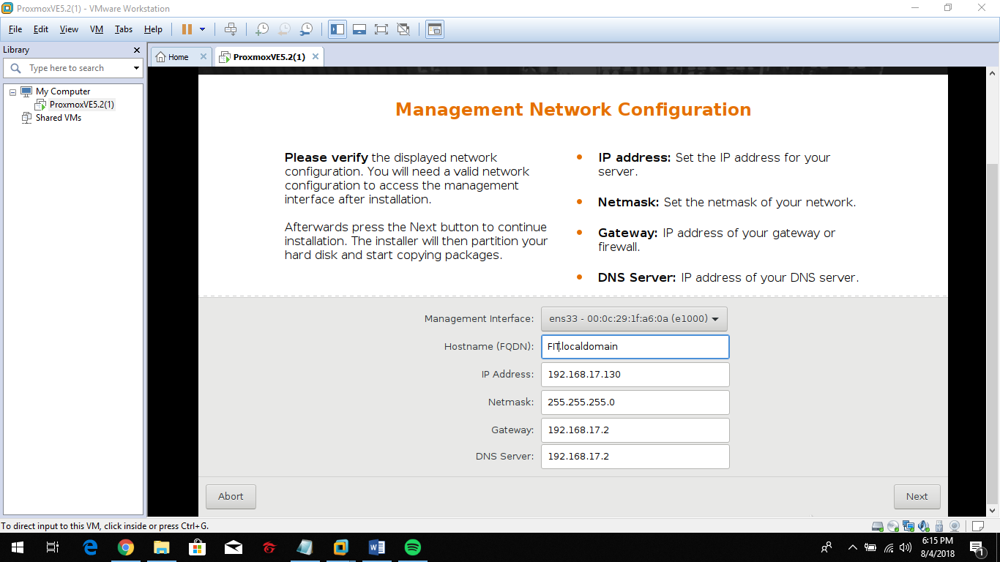 ProxmoxVE5.2(1) - VMware Workstation
File Edit View VM Tabs Help
Library
Type here to search
My Computer
ProxmoxVE5.2(1)
Shared VMs
Home
ProxmoxVE5.2(1)
Management Network Configuration
Please verify the displayed network
configuration. You will need a valid network
configuration to access the management
interface after installation.
Afterwards press the Next button to continue
installation. The installer will then partition your
hard disk and start copying packages.
IP address: Set the IP address for your
server.
Netmask: Set the netmask of your network.
Gateway: IP address of your gateway or
firewall.
DNS Server: IP address of your DNS server.
Management Interface: ens33 - 00:0c:29:1f:a6:0a (e1000)
Hostname (FQDN): FIT.localdomain
IP Address: 192.168.17.130
Netmask: 255.255.255.0
Gateway: 192.168.17.2
DNS Server: 192.168.17.2
Abort
Next
To direct input to this VM, click inside or press Ctrl+G.
6:15 PM
8/4/2018
1